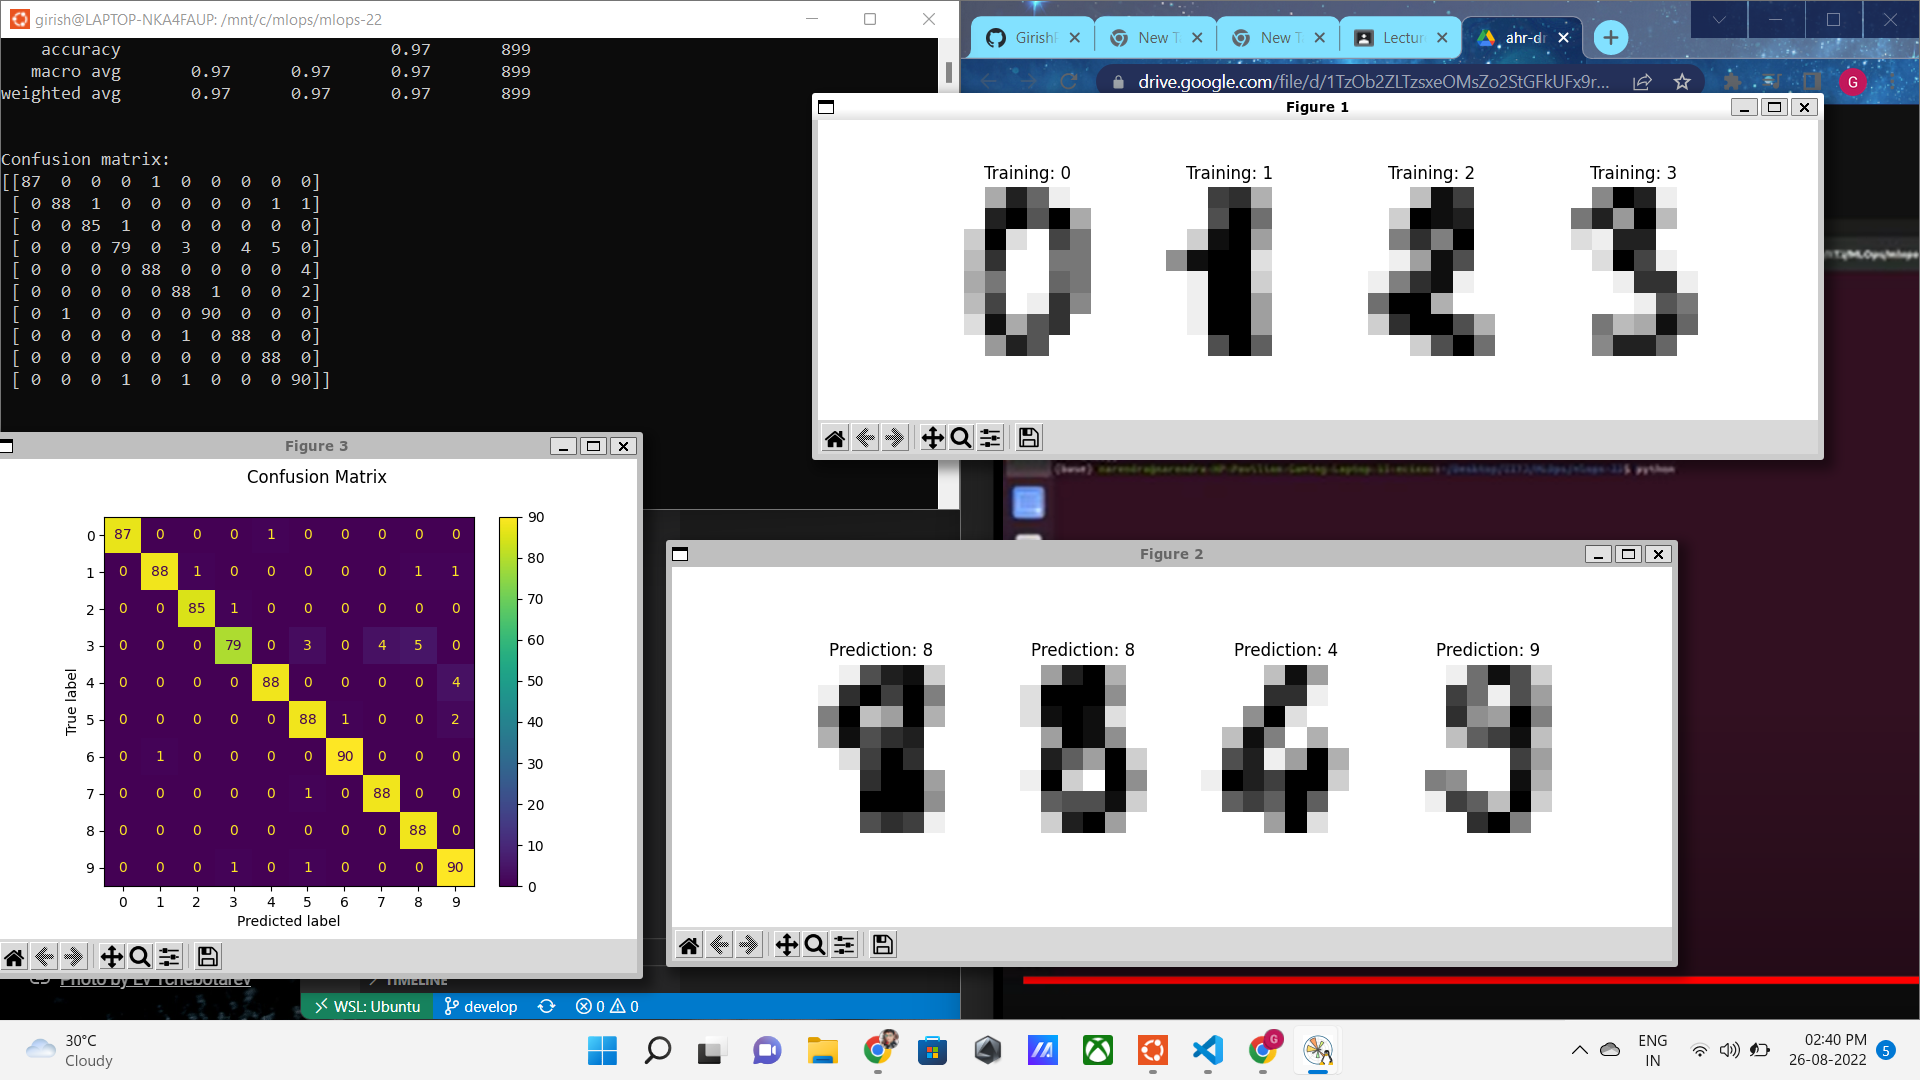 girish@LAPTOP-NKA4FAUP: /mnt/c/mlops/mlops-22
accuracy 0.97 899
macro avg 0.97 0.97 0.97 899
weighted avg 0.97 0.97 0.97 899
Confusion matrix:
[[87 0 0 0 1 0 0 0 0 0]
[ 0 88 1 0 0 0 0 0 1 1]
[ 0 0 85 1 0 0 0 0 0 0]
[ 0 0 0 79 0 3 0 4 5 0]
[ 0 0 0 0 88 0 0 0 0 4]
[ 0 0 0 0 0 88 1 0 0 2]
[ 0 1 0 0 0 0 90 0 0 0]
[ 0 0 0 0 0 1 0 88 0 0]
[ 0 0 0 0 0 0 0 0 88 0]
[ 0 0 0 1 0 1 0 0 0 90]]
New T
New T
Lectur
ahr-d
drive.google.com/file/d/1TzOb2ZLTzsxeOMsZo2StGFkUFx9r...
G
Figure 1
Training: 0 Training: 1 Training: 2 Training: 3
Figure 3
Confusion Matrix
True label
0 87 0 0 0 1 0 0 0 0 0
1 0 88 1 0 0 0 0 0 1 1
2 0 0 85 1 0 0 0 0 0 0
3 0 0 0 79 0 3 0 4 5 0
4 0 0 0 0 88 0 0 0 0 4
5 0 0 0 0 0 88 1 0 0 2
6 0 1 0 0 0 0 90 0 0 0
7 0 0 0 0 0 1 0 88 0 0
8 0 0 0 0 0 0 0 0 88 0
9 0 0 0 1 0 1 0 0 0 90
0 1 2 3 4 5 6 7 8 9
Predicted label
90
80
70
60
50
40
30
20
10
0
Figure 2
Prediction: 8 Prediction: 8 Prediction: 4 Prediction: 9
Photo by Ev Tchebotarev
TIMELINE
WSL: Ubuntu develop 0 0
30°C
Cloudy
G
ENG
IN
02:40 PM
26-08-2022
5